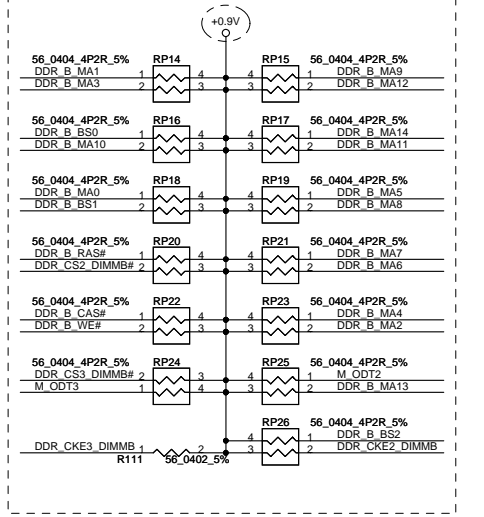 +0.9V
56_0404_4P2R_5% RP14 RP15 56_0404_4P2R_5%
DDR_B_MA1 1 4 4 1 DDR_B_MA9
DDR_B_MA3 2 3 3 2 DDR_B_MA12
56_0404_4P2R_5% RP16 RP17 56_0404_4P2R_5%
DDR_B_BS0 1 4 4 1 DDR_B_MA14
DDR_B_MA10 2 3 3 2 DDR_B_MA11
56_0404_4P2R_5% RP18 RP19 56_0404_4P2R_5%
DDR_B_MA0 1 4 4 1 DDR_B_MA5
DDR_B_BS1 2 3 3 2 DDR_B_MA8
56_0404_4P2R_5% RP20 RP21 56_0404_4P2R_5%
DDR_B_RAS# 1 4 4 1 DDR_B_MA7
DDR_CS2_DIMMB# 2 3 3 2 DDR_B_MA6
56_0404_4P2R_5% RP22 RP23 56_0404_4P2R_5%
DDR_B_CAS# 1 4 4 1 DDR_B_MA4
DDR_B_WE# 2 3 3 2 DDR_B_MA2
56_0404_4P2R_5% RP24 RP25 56_0404_4P2R_5%
DDR_CS3_DIMMB# 2 3 4 1 M_ODT2
M_ODT3 1 4 3 2 DDR_B_MA13
RP26 56_0404_4P2R_5%
4 1 DDR_B_BS2
DDR_CKE3_DIMMB 1 2 3 2 DDR_CKE2_DIMMB
R111 56_0402_5%